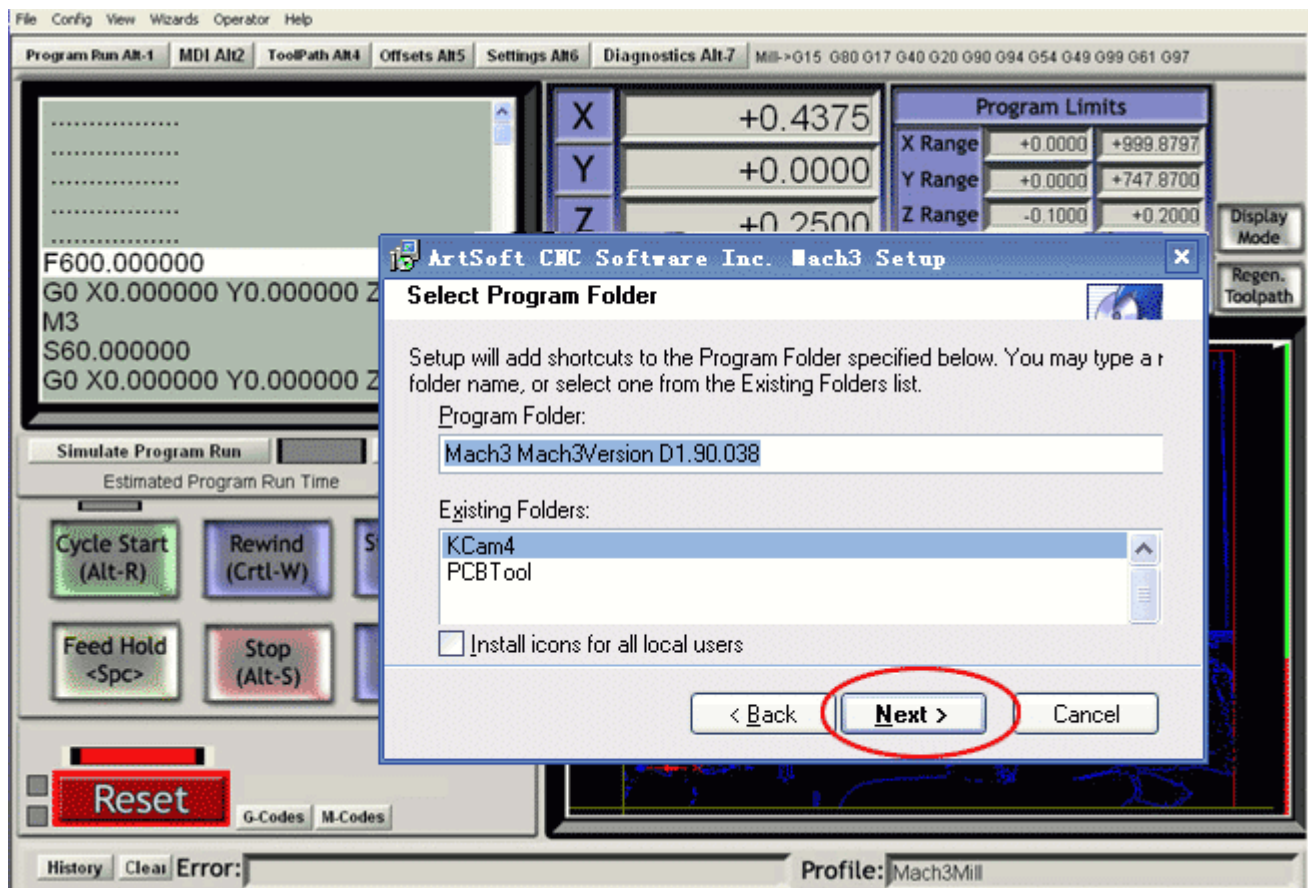 File Config View Wizards Operator Help
Program Run Alt-1 MDI Alt2 ToolPath Alt4 Offsets Alt5 Settings Alt6 Diagnostics Alt-7 Mill->G15 G80 G17 G40 G20 G90 G94 G54 G49 G99 G61 G97
.................
.................
.................
.................
.................
F600.000000
G0 X0.000000 Y0.000000 Z
M3
S60.000000
G0 X0.000000 Y0.000000 Z
X +0.4375
Y +0.0000
Z +0.2500
Program Limits
X Range +0.0000 +999.8797
Y Range +0.0000 +747.8700
Z Range -0.1000 +0.2000
Display
Mode
Regen.
Toolpath
ArtSoft CNC Software Inc. Mach3 Setup
Select Program Folder
Setup will add shortcuts to the Program Folder specified below. You may type a
folder name, or select one from the Existing Folders list.
Program Folder:
Mach3 Mach3Version D1.90.038
Existing Folders:
KCam4
PCBTool
Install icons for all local users
< Back Next > Cancel
Simulate Program Run
Estimated Program Run Time
Cycle Start
(Alt-R)
Rewind
(Crtl-W)
Feed Hold
<Spc>
Stop
(Alt-S)
Reset
G-Codes M-Codes
History Clear Error:
Profile: Mach3Mill